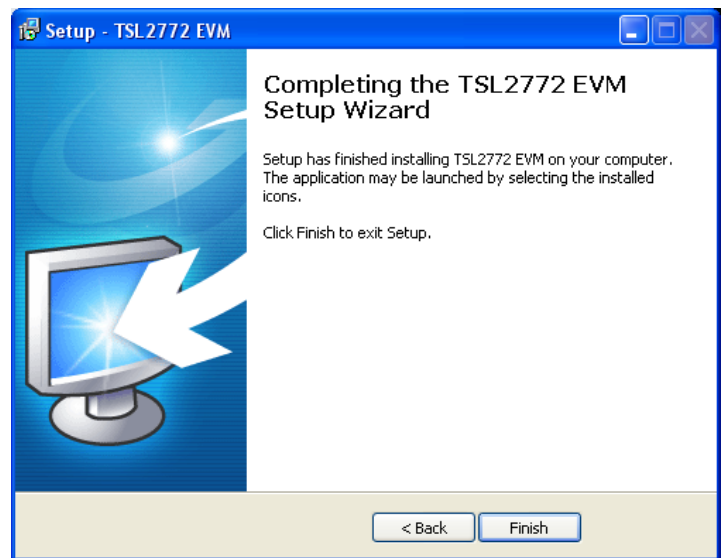 Setup - TSL2772 EVM
Completing the TSL2772 EVM
Setup Wizard
Setup has finished installing TSL2772 EVM on your computer.
The application may be launched by selecting the installed
icons.
Click Finish to exit Setup.
< Back
Finish